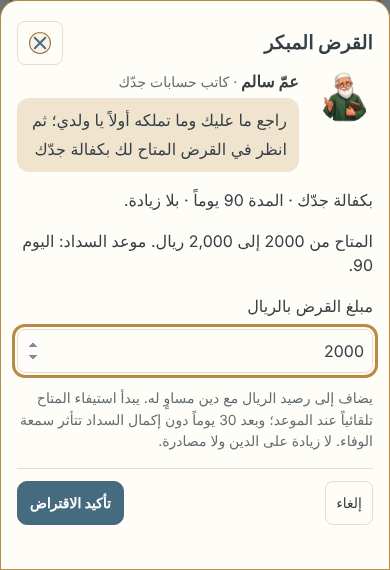 القرض المبكر
عمّ سالم · كاتب حسابات جدّك
راجع ما عليك وما تملكه أولاً يا ولدي؛ ثم
انظر في القرض المتاح لك بكفالة جدّك
بكفالة جدّك · المدة 90 يوماً · بلا زيادة.
المتاح من 2000 إلى 2,000 ريال. موعد السداد: اليوم
90.
مبلغ القرض بالريال
2000
يضاف إلى رصيد الريال مع دين مساوٍ له. يبدأ استيفاء المتاح
تلقائياً عند الموعد؛ وبعد 30 يوماً دون إكمال السداد تتأثر سمعة
الوفاء. لا زيادة على الدين ولا مصادرة.
إلغاء
تأكيد الاقتراض